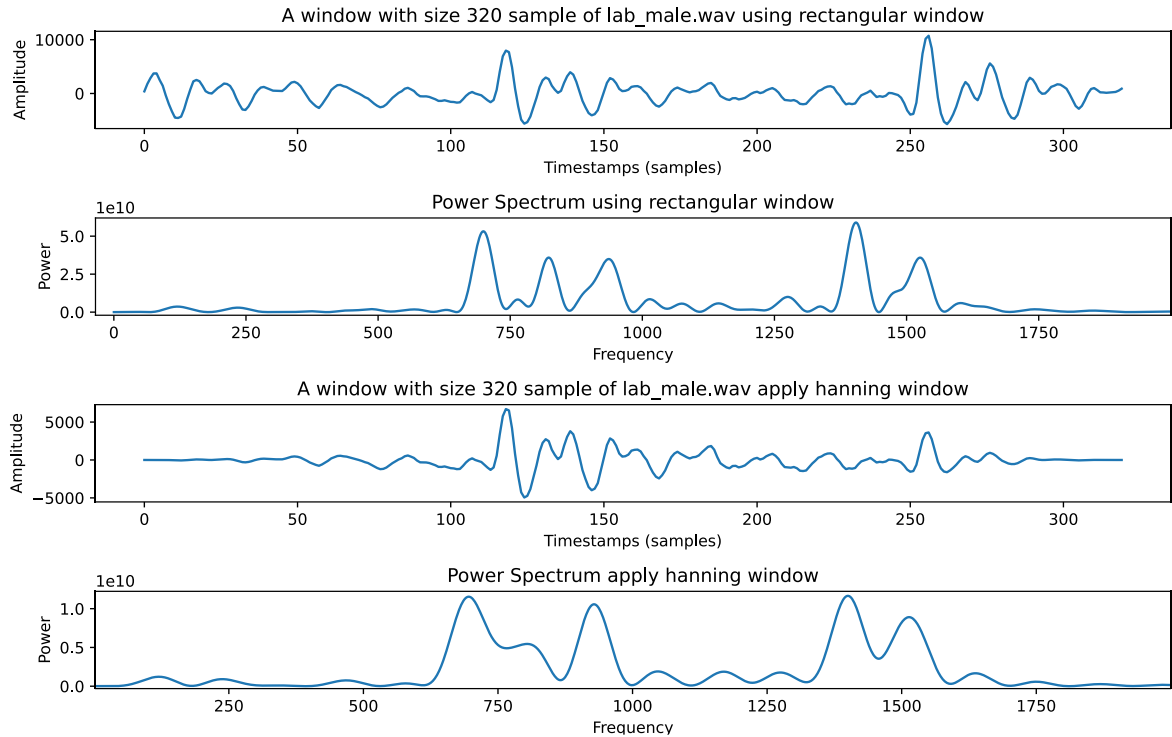 A window with size 320 sample of lab_male.wav using rectangular window
10000
0
Amplitude
0 50 100 150 200 250 300
Timestamps (samples)
1e10
Power Spectrum using rectangular window
5.0
2.5
0.0
Power
0 250 500 750 1000 1250 1500 1750
Frequency
A window with size 320 sample of lab_male.wav apply hanning window
5000
0
−5000
Amplitude
0 50 100 150 200 250 300
Timestamps (samples)
1e10
Power Spectrum apply hanning window
1.0
0.5
0.0
Power
250 500 750 1000 1250 1500 1750
Frequency